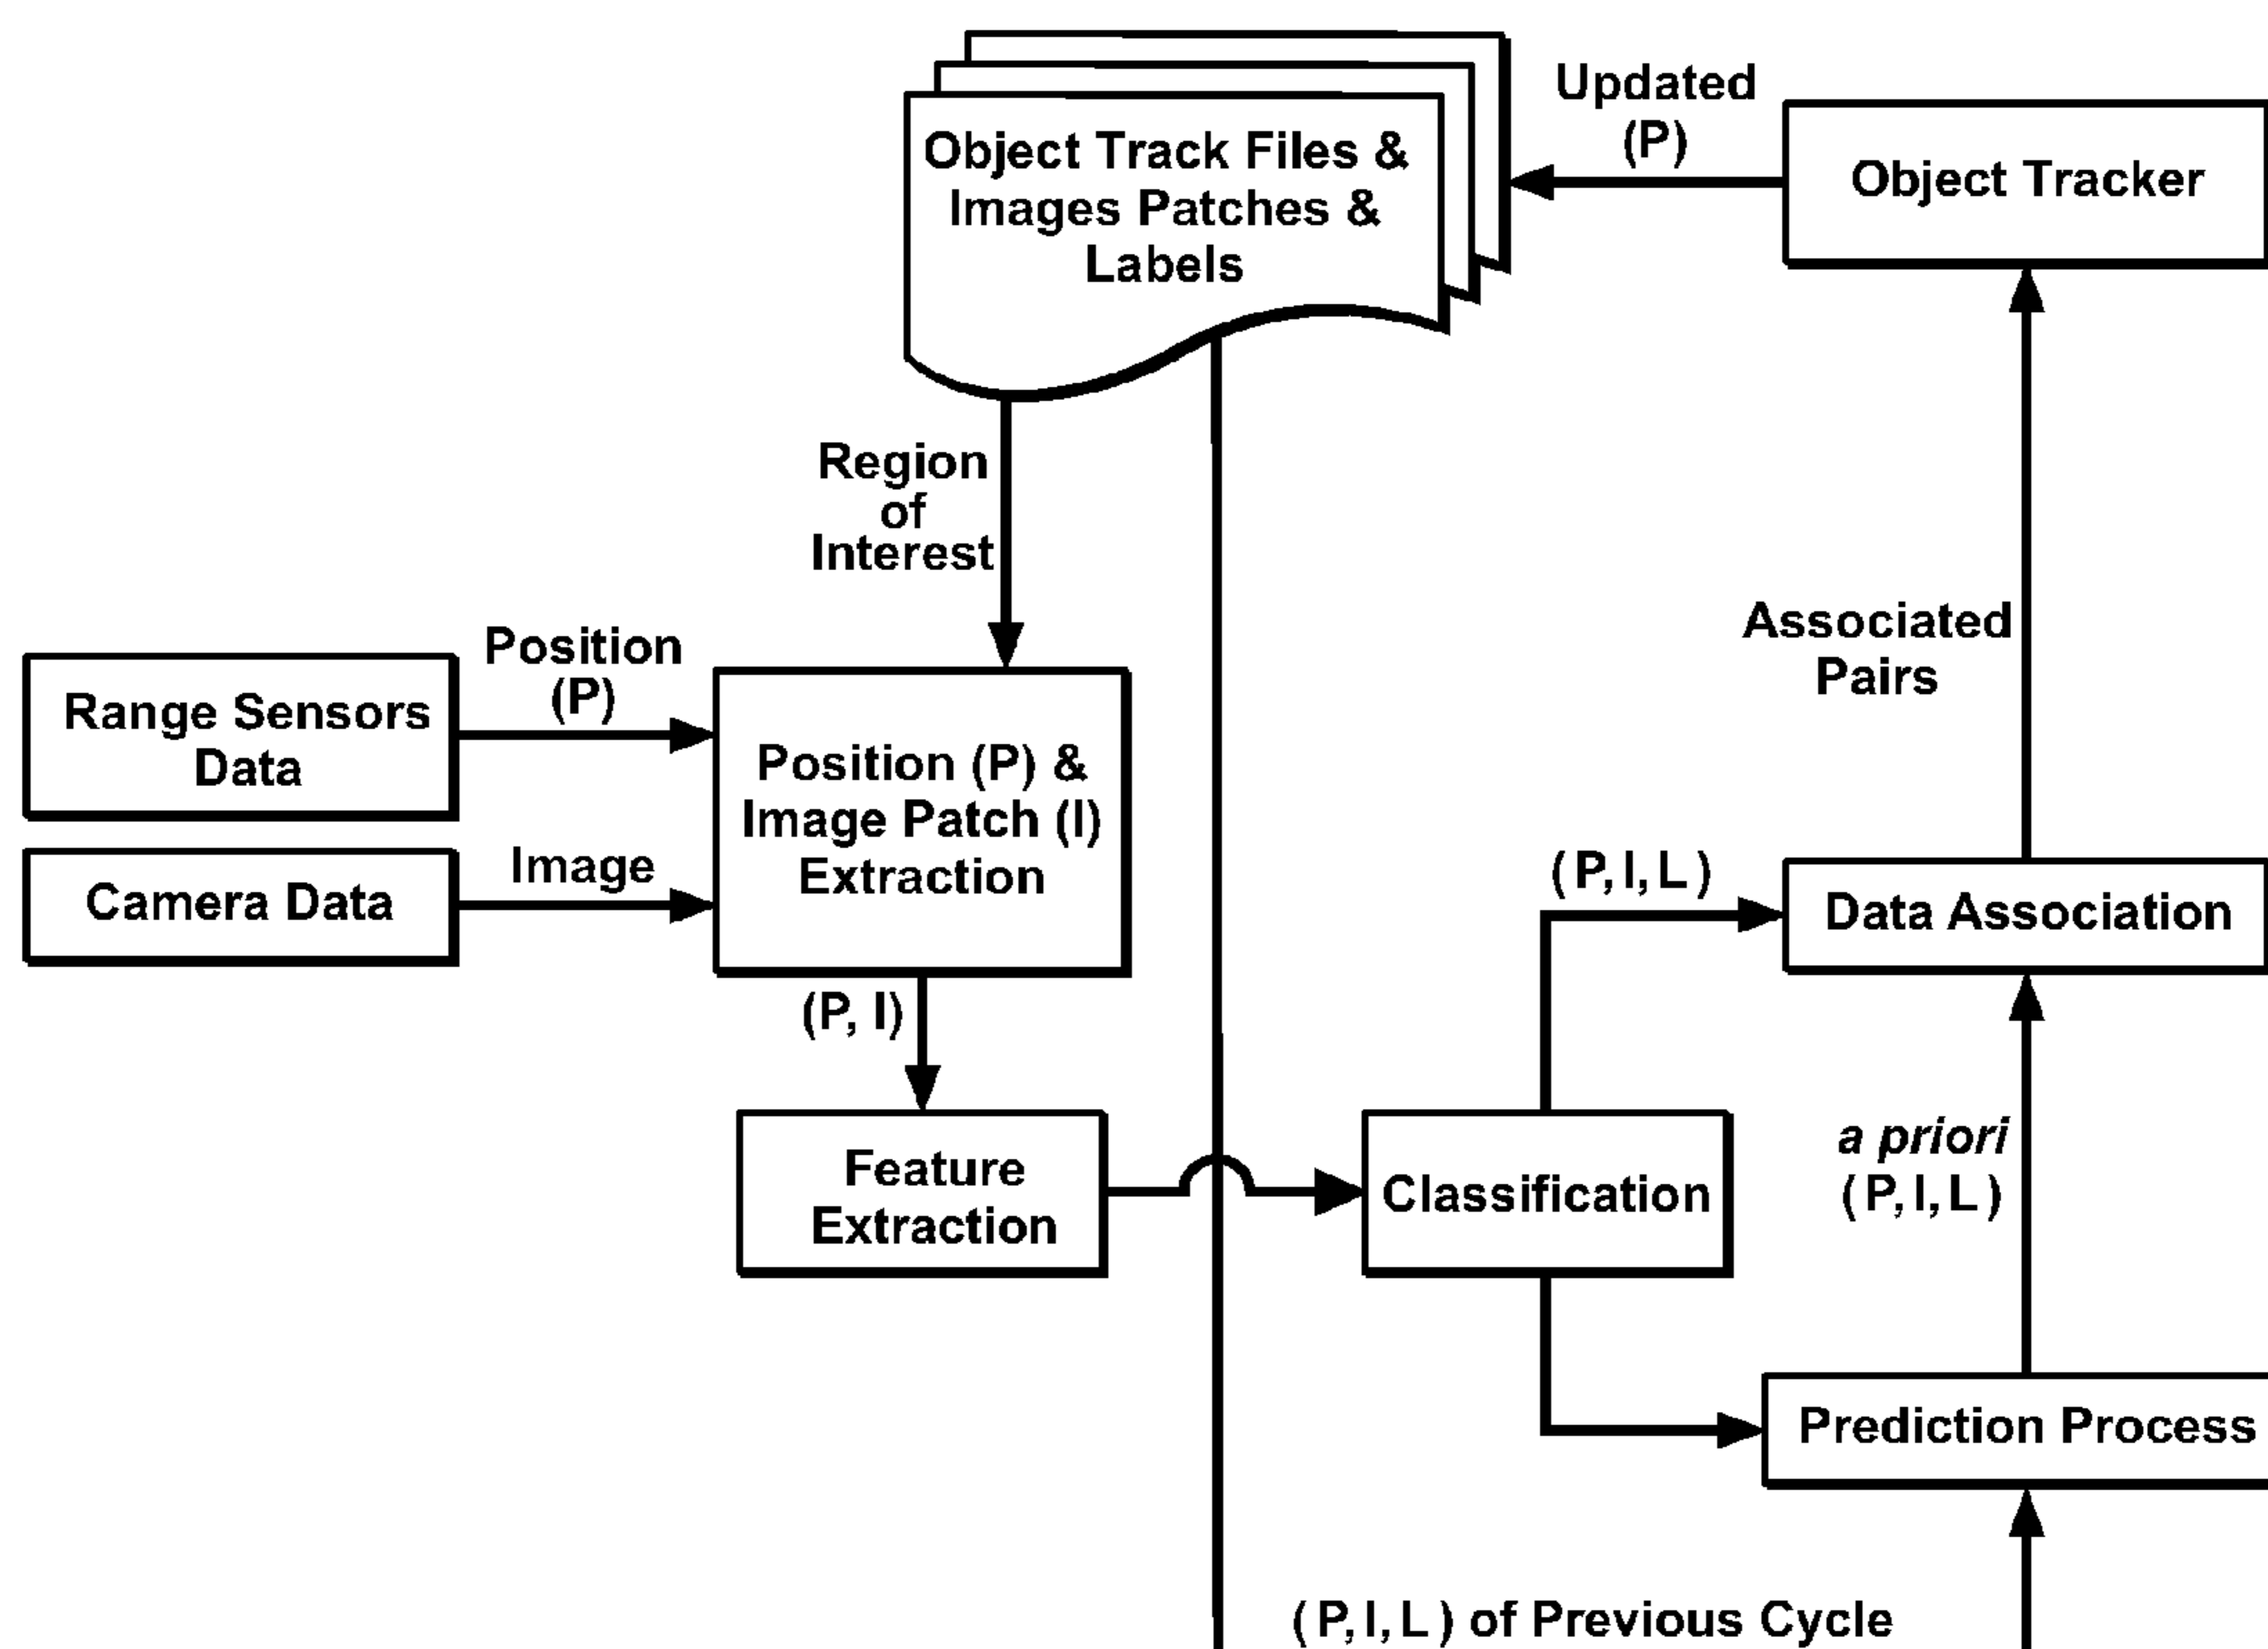 Object Track Files &
Images Patches &
Labels
Updated
(P)
Object Tracker
Region
of
Interest
Associated
Pairs
Range Sensors
Data
Position
(P)
Position (P) &
Image Patch (I)
Extraction
Camera Data
Image
(P, I)
(P, I, L)
Data Association
Feature
Extraction
Classification
a priori
(P, I, L)
Prediction Process
(P, I, L) of Previous Cycle